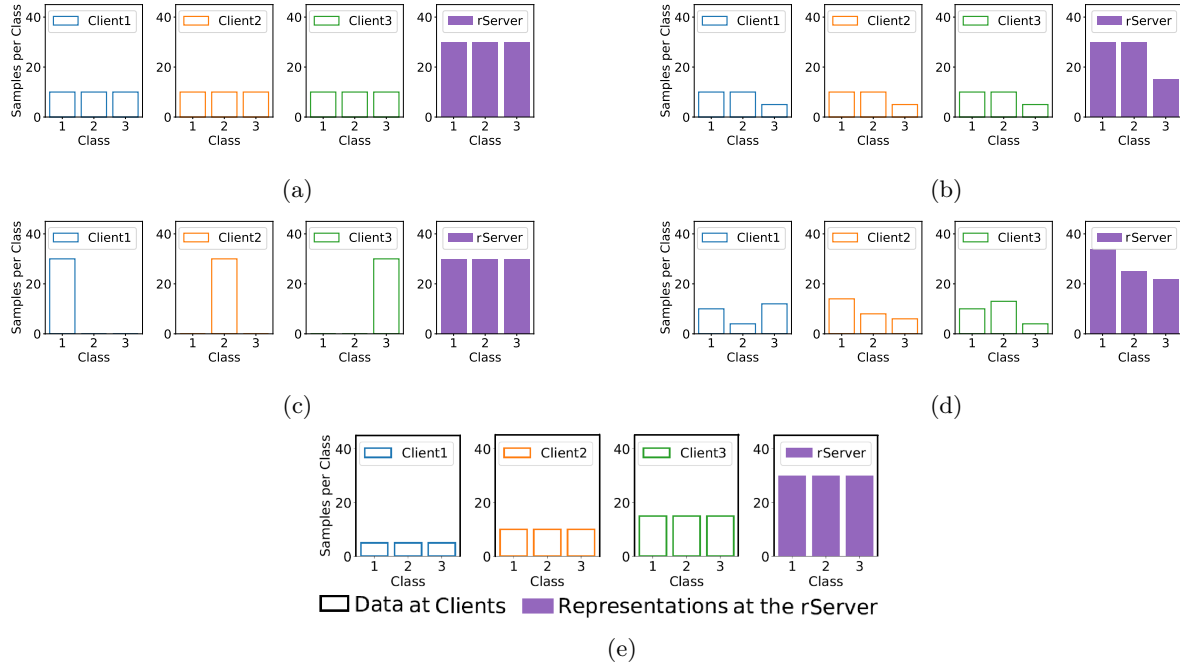 Samples per Class
40
20
0
Client1
1 2 3
Class
40
20
0
Client2
1 2 3
Class
40
20
0
Client3
1 2 3
Class
40
20
0
rServer
1 2 3
Class
(a)
Samples per Class
40
20
0
Client1
1 2 3
Class
40
20
0
Client2
1 2 3
Class
40
20
0
Client3
1 2 3
Class
40
20
0
rServer
1 2 3
Class
(b)
Samples per Class
40
20
0
Client1
1 2 3
Class
40
20
0
Client2
1 2 3
Class
40
20
0
Client3
1 2 3
Class
40
20
0
rServer
1 2 3
Class
(c)
Samples per Class
40
20
0
Client1
1 2 3
Class
40
20
0
Client2
1 2 3
Class
40
20
0
Client3
1 2 3
Class
40
20
0
rServer
1 2 3
Class
(d)
Samples per Class
40
20
0
Client1
1 2 3
Class
40
20
0
Client2
1 2 3
Class
40
20
0
Client3
1 2 3
Class
40
20
0
rServer
1 2 3
Class
Data at Clients Representations at the rServer
(e)